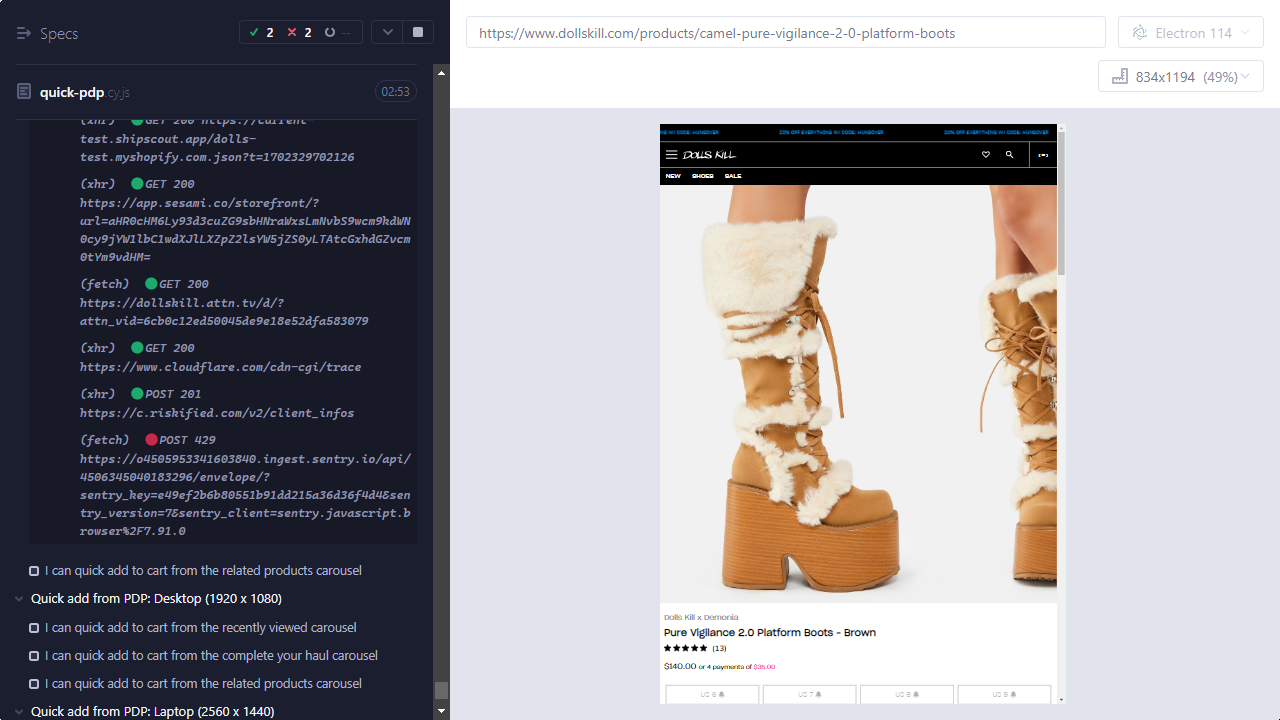 Specs
2
2
--
quick-pdp.cy.js
02:53
(xhr) GET 200 https://current-
test.shipscout.app/dolls-
test.myshopify.com.json?t=1702329702126
(xhr) GET 200
https://app.sesami.co/storefront/?
url=aHR0cHM6Ly93d3cuZG9sbHNraWxsLmNvbS9wcm9kdWN
0cy9jYW1lbC1wdXJlLXZpZ2lsYW5jZS0yLTAtcGxhdGZvcm
0tYm9vdHM=
(fetch) GET 200
https://dollskill.attn.tv/d/?
attn_vid=6cb0c12ed50045de9e18e52dfa583079
(xhr) GET 200
https://www.cloudflare.com/cdn-cgi/trace
(xhr) POST 201
https://c.riskified.com/v2/client_infos
(fetch) POST 429
https://o4505953341603840.ingest.sentry.io/api/
4506345040183296/envelope/?
sentry_key=e49ef2b6b80551b91dd215a36d36f4d4&sen
try_version=7&sentry_client=sentry.javascript.b
rowser%2F7.91.0
I can quick add to cart from the related products carousel
Quick add from PDP: Desktop (1920 x 1080)
I can quick add to cart from the recently viewed carousel
I can quick add to cart from the complete your haul carousel
I can quick add to cart from the related products carousel
Quick add from PDP: Laptop (2560 x 1440)
https://www.dollskill.com/products/camel-pure-vigilance-2-0-platform-boots
Electron 114
834x1194 (49%)
NG W/ CODE: HUNGOVER
20% OFF EVERYTHING W/ CODE: HUNGOVER
20% OFF EVERYTHING W/ CODE: HUNGOVER
DOLLS KILL
NEW SHOES SALE
Dolls Kill x Demonia
Pure Vigilance 2.0 Platform Boots - Brown
(13)
$140.00 or 4 payments of $35.00
US 6
US 7
US 8
US 9